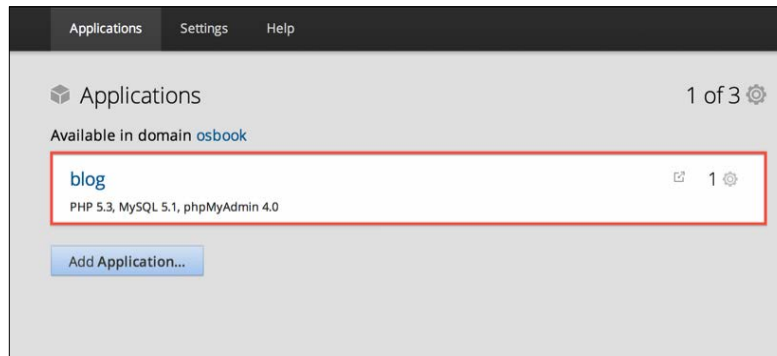 Applications Settings Help
Applications 1 of 3
Available in domain osbook
blog 1
PHP 5.3, MySQL 5.1, phpMyAdmin 4.0
Add Application...